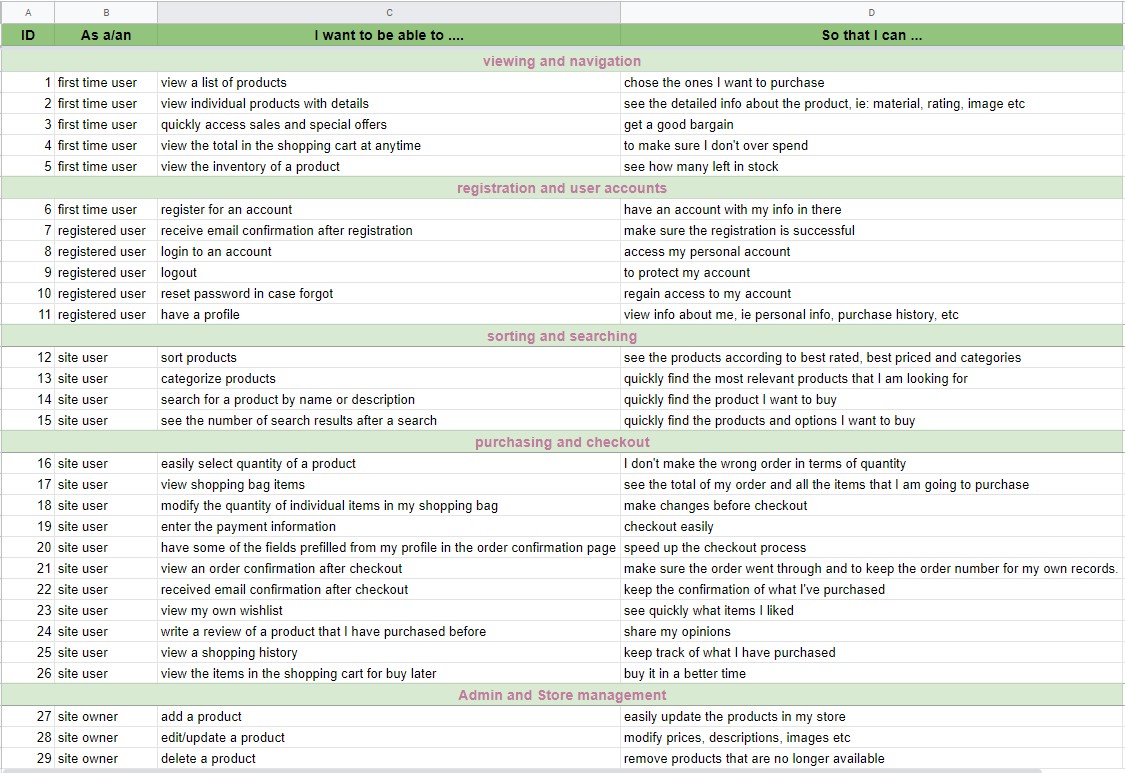 A B C D
ID As a/an I want to be able to .... So that I can ...
viewing and navigation
1 first time user view a list of products chose the ones I want to purchase
2 first time user view individual products with details see the detailed info about the product, ie: material, rating, image etc
3 first time user quickly access sales and special offers get a good bargain
4 first time user view the total in the shopping cart at anytime to make sure I don't over spend
5 first time user view the inventory of a product see how many left in stock
registration and user accounts
6 first time user register for an account have an account with my info in there
7 registered user receive email confirmation after registration make sure the registration is successful
8 registered user login to an account access my personal account
9 registered user logout to protect my account
10 registered user reset password in case forgot regain access to my account
11 registered user have a profile view info about me, ie personal info, purchase history, etc
sorting and searching
12 site user sort products see the products according to best rated, best priced and categories
13 site user categorize products quickly find the most relevant products that I am looking for
14 site user search for a product by name or description quickly find the product I want to buy
15 site user see the number of search results after a search quickly find the products and options I want to buy
purchasing and checkout
16 site user easily select quantity of a product I don't make the wrong order in terms of quantity
17 site user view shopping bag items see the total of my order and all the items that I am going to purchase
18 site user modify the quantity of individual items in my shopping bag make changes before checkout
19 site user enter the payment information checkout easily
20 site user have some of the fields prefilled from my profile in the order confirmation page speed up the checkout process
21 site user view an order confirmation after checkout make sure the order went through and to keep the order number for my own records.
22 site user received email confirmation after checkout keep the confirmation of what I've purchased
23 site user view my own wishlist see quickly what items I liked
24 site user write a review of a product that I have purchased before share my opinions
25 site user view a shopping history keep track of what I have purchased
26 site user view the items in the shopping cart for buy later buy it in a better time
Admin and Store management
27 site owner add a product easily update the products in my store
28 site owner edit/update a product modify prices, descriptions, images etc
29 site owner delete a product remove products that are no longer available